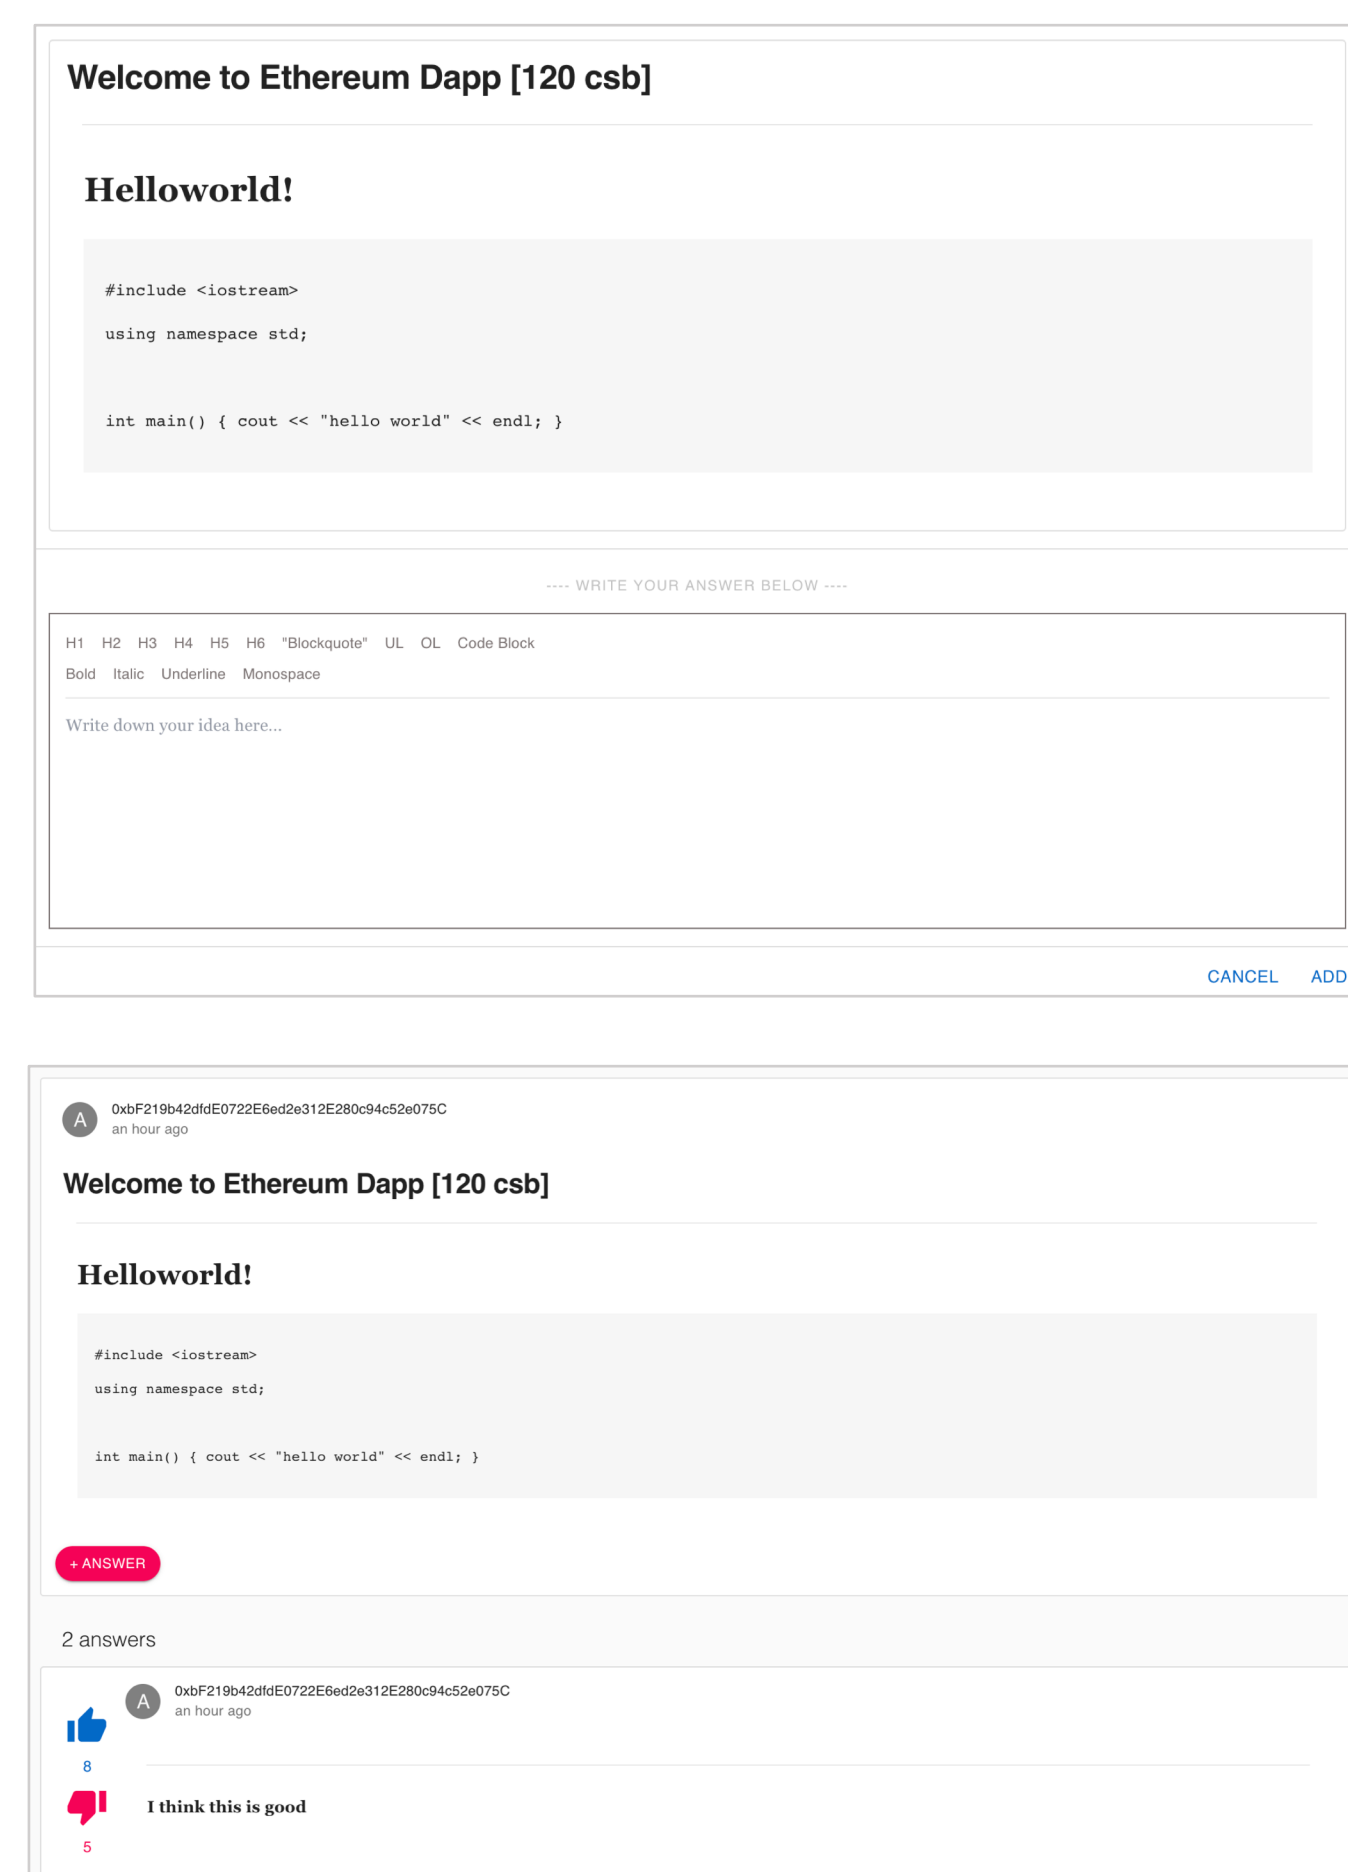 Welcome to Ethereum Dapp [120 csb]
Helloworld!
#include <iostream>
using namespace std;
int main() { cout << "hello world" << endl; }
---- WRITE YOUR ANSWER BELOW ----
H1 H2 H3 H4 H5 H6 "Blockquote" UL OL Code Block
Bold Italic Underline Monospace
Write down your idea here...
CANCEL ADD
A 0xbF219b42dfdE0722E6ed2e312E280c94c52e075C
an hour ago
Welcome to Ethereum Dapp [120 csb]
Helloworld!
#include <iostream>
using namespace std;
int main() { cout << "hello world" << endl; }
+ ANSWER
2 answers
A 0xbF219b42dfdE0722E6ed2e312E280c94c52e075C
an hour ago
8
I think this is good
5